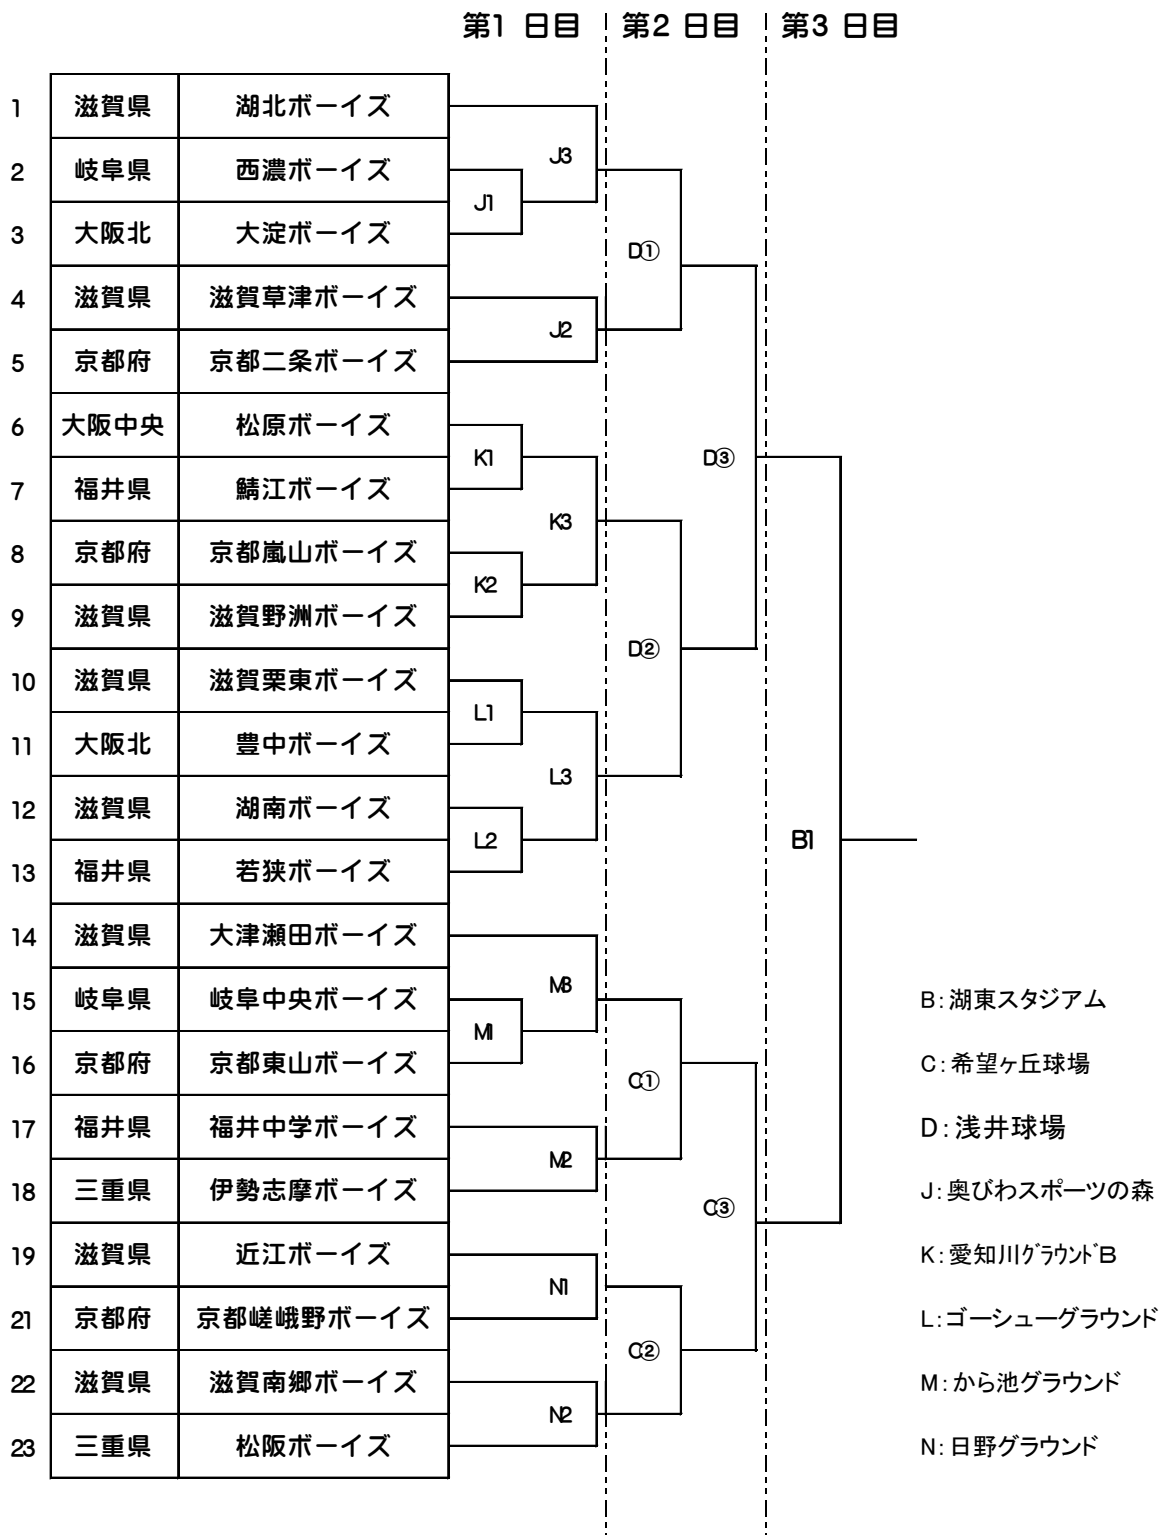 第1 日目 第2 日目 第3 日目
1 滋賀県 湖北ボーイズ
J3
2 岐阜県 西濃ボーイズ
J1
3 大阪北 大淀ボーイズ
D①
4 滋賀県 滋賀草津ボーイズ
J2
5 京都府 京都二条ボーイズ
6 大阪中央 松原ボーイズ
K1 D③
7 福井県 鯖江ボーイズ
K3
8 京都府 京都嵐山ボーイズ
K2
9 滋賀県 滋賀野洲ボーイズ
D②
10 滋賀県 滋賀栗東ボーイズ
L1
11 大阪北 豊中ボーイズ
L3
12 滋賀県 湖南ボーイズ
L2 B1
13 福井県 若狭ボーイズ
14 滋賀県 大津瀬田ボーイズ
M3
15 岐阜県 岐阜中央ボーイズ B:湖東スタジアム
M1
16 京都府 京都東山ボーイズ C:希望ヶ丘球場
C①
17 福井県 福井中学ボーイズ D:浅井球場
M2
18 三重県 伊勢志摩ボーイズ J:奥びわスポーツの森
C③
19 滋賀県 近江ボーイズ K:愛知川グラウンドB
N1
21 京都府 京都嵯峨野ボーイズ L:ゴーシューグラウンド
C②
22 滋賀県 滋賀南郷ボーイズ M:から池グラウンド
N2
23 三重県 松阪ボーイズ N:日野グラウンド